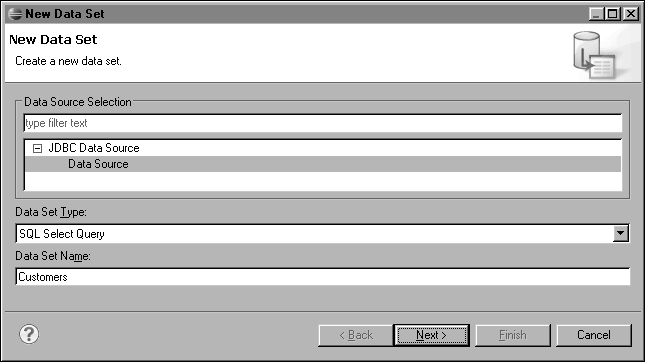 New Data Set
New Data Set
Create a new data set.
Data Source Selection
type filter text
JDBC Data Source
Data Source
Data Set Type:
SQL Select Query
Data Set Name:
Customers
? < Back Next > Finish Cancel